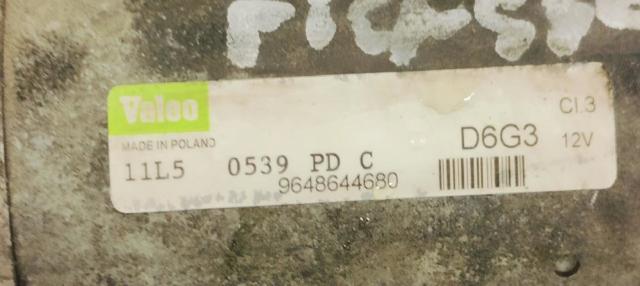 Valeo
MADE IN POLAND
11L5 0539 PD C
9648644680
D6G3
Cl.3
12V